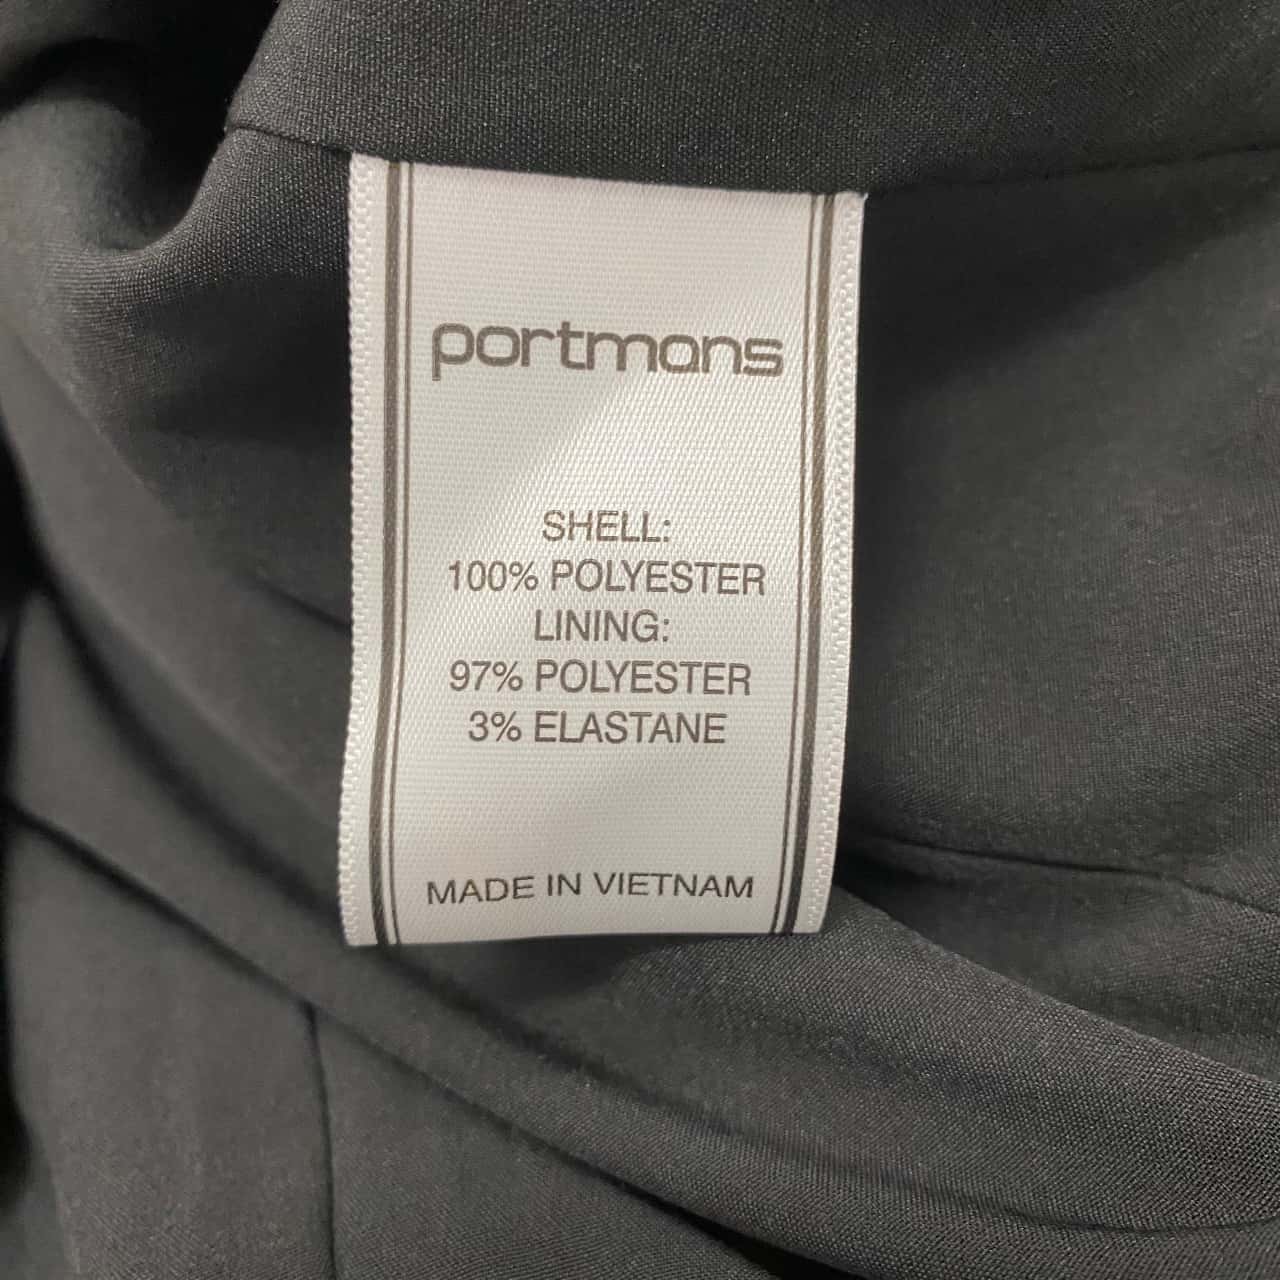 portmans
SHELL:
100% POLYESTER
LINING:
97% POLYESTER
3% ELASTANE
MADE IN VIETNAM